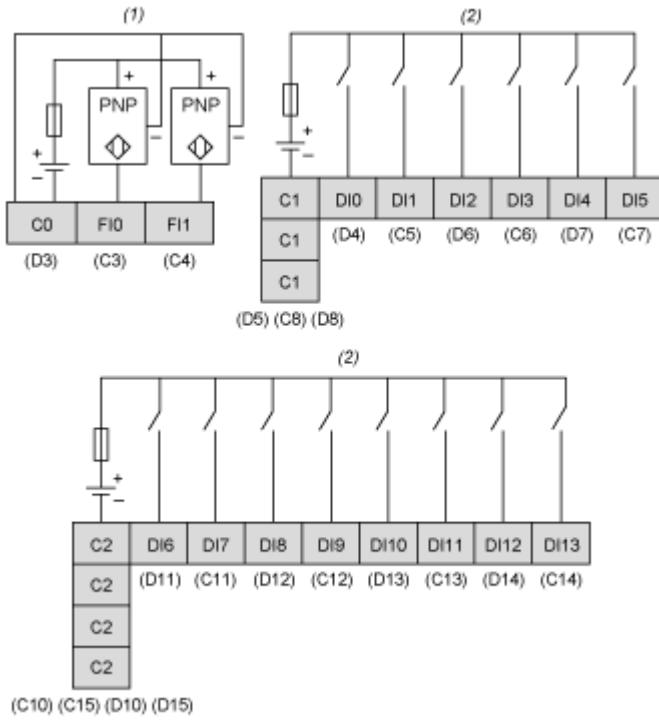 (1)
+ +
PNP PNP
+ − −
−
C0 FI0 FI1
(D3) (C3) (C4)
(2)
+
−
C1 DI0 DI1 DI2 DI3 DI4 DI5
(D4) (C5) (D6) (C6) (D7) (C7)
C1
C1
(D5) (C8) (D8)
(2)
+
−
C2 DI6 DI7 DI8 DI9 DI10 DI11 DI12 DI13
(D11) (C11) (D12) (C12) (D13) (C13) (D14) (C14)
C2
C2
C2
(C10) (C15) (D10) (D15)